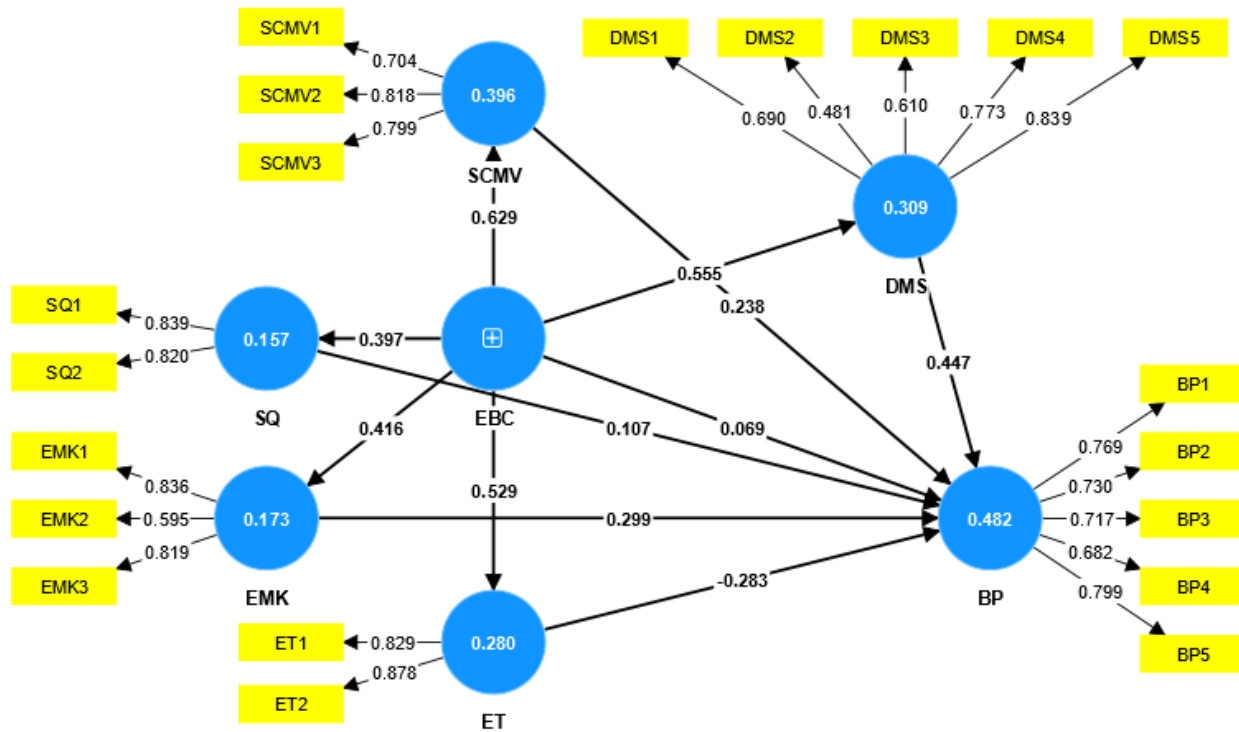 SCMV1
SCMV2
SCMV3
0.704
0.818
0.799
0.396
SCMV
DMS1
DMS2
DMS3
DMS4
DMS5
0.690
0.481
0.610
0.773
0.839
0.309
DMS
0.629
0.555
0.238
0.447
SQ1
SQ2
0.839
0.820
0.157
SQ
0.397
EBC
0.416
0.107
0.069
0.529
EMK1
EMK2
EMK3
0.836
0.595
0.819
0.173
EMK
0.299
-0.283
ET1
ET2
0.829
0.878
0.280
ET
0.482
BP
0.769
0.730
0.717
0.682
0.799
BP1
BP2
BP3
BP4
BP5